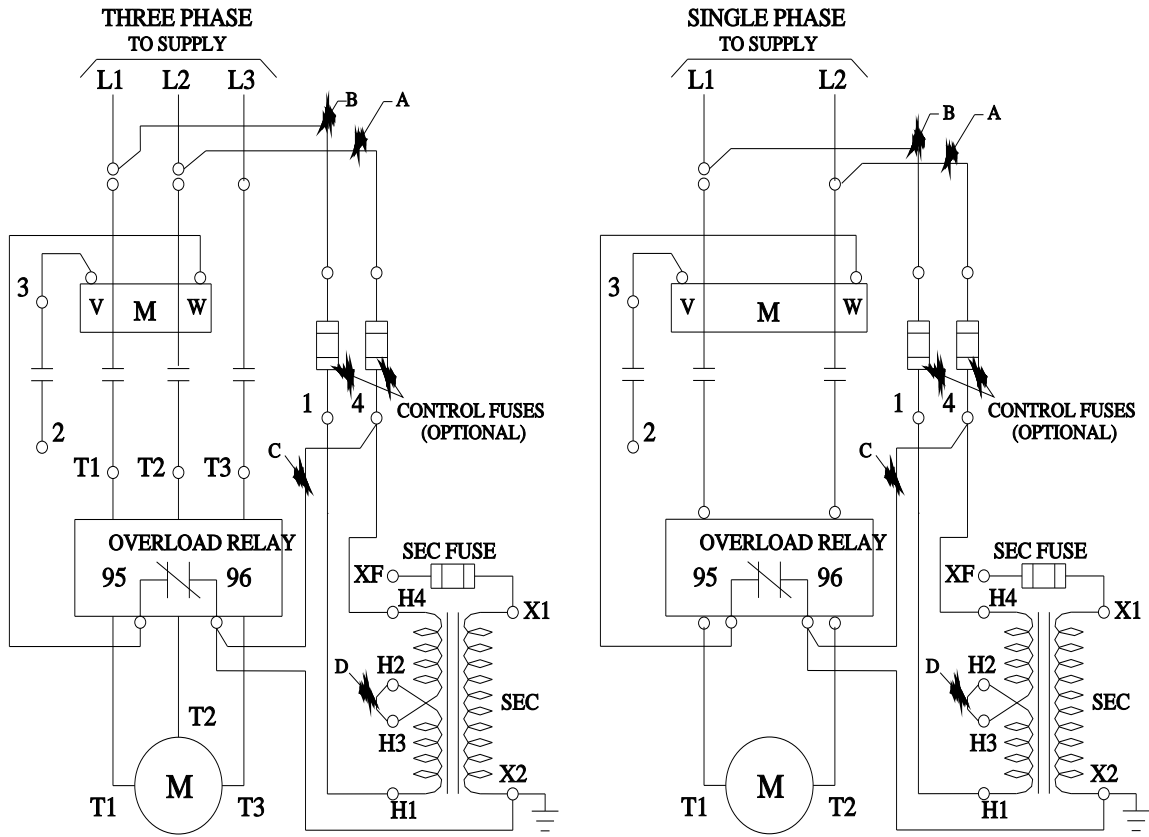 THREE PHASE
TO SUPPLY
L1 L2 L3
B A
3
V M W
1 4
CONTROL FUSES
(OPTIONAL)
2
C
T1 T2 T3
OVERLOAD RELAY
95 96
SEC FUSE
XF
H4 X1
D H2
SEC
T2
H3
M
X2
T1 T3
H1
SINGLE PHASE
TO SUPPLY
L1 L2
B A
3
V M W
1 4
CONTROL FUSES
(OPTIONAL)
2
C
OVERLOAD RELAY
95 96
SEC FUSE
XF
H4 X1
D H2
SEC
H3
M
X2
T1 T2
H1